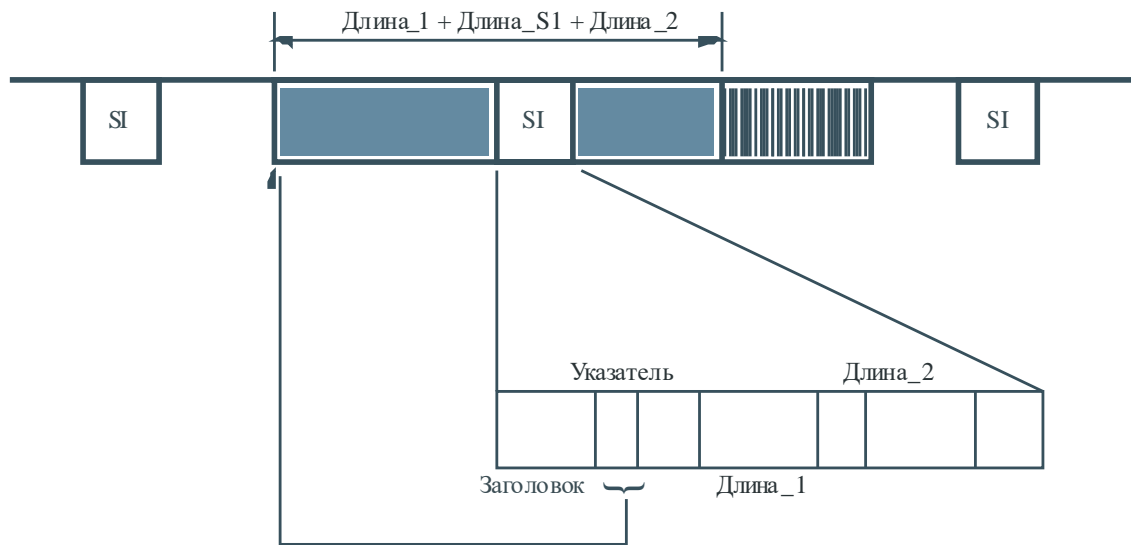 Длина_1 + Длина_S1 + Длина_2
SI
SI
SI
Указатель
Длина_2
Заголовок
Длина_1